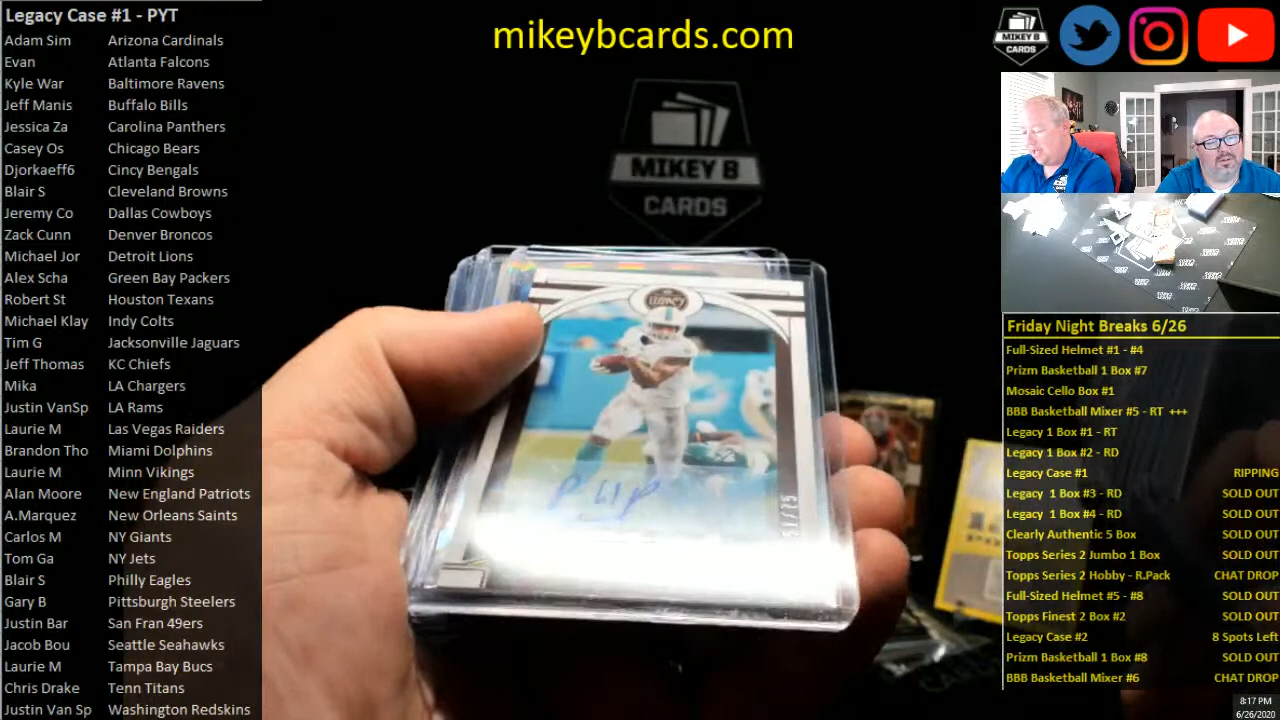 Legacy Case #1 - PYT
Adam Sim Arizona Cardinals
Evan Atlanta Falcons
Kyle War Baltimore Ravens
Jeff Manis Buffalo Bills
Jessica Za Carolina Panthers
Casey Os Chicago Bears
Djorkaeff6 Cincy Bengals
Blair S Cleveland Browns
Jeremy Co Dallas Cowboys
Zack Cunn Denver Broncos
Michael Jor Detroit Lions
Alex Scha Green Bay Packers
Robert St Houston Texans
Michael Klay Indy Colts
Tim G Jacksonville Jaguars
Jeff Thomas KC Chiefs
Mika LA Chargers
Justin VanSp LA Rams
Laurie M Las Vegas Raiders
Brandon Tho Miami Dolphins
Laurie M Minn Vikings
Alan Moore New England Patriots
A.Marquez New Orleans Saints
Carlos M NY Giants
Tom Ga NY Jets
Blair S Philly Eagles
Gary B Pittsburgh Steelers
Justin Bar San Fran 49ers
Jacob Bou Seattle Seahawks
Laurie M Tampa Bay Bucs
Chris Drake Tenn Titans
Justin Van Sp Washington Redskins
mikeybcards.com
MIKEY B
CARDS
LEGACY
MIKEY B
CARDS
Friday Night Breaks 6/26
Full-Sized Helmet #1 - #4
Prizm Basketball 1 Box #7
Mosaic Cello Box #1
BBB Basketball Mixer #5 - RT +++
Legacy 1 Box #1 - RT
Legacy 1 Box #2 - RD
Legacy Case #1 RIPPING
Legacy 1 Box #3 - RD SOLD OUT
Legacy 1 Box #4 - RD SOLD OUT
Clearly Authentic 5 Box SOLD OUT
Topps Series 2 Jumbo 1 Box SOLD OUT
Topps Series 2 Hobby - R.Pack CHAT DROP
Full-Sized Helmet #5 - #8 SOLD OUT
Topps Finest 2 Box #2 SOLD OUT
Legacy Case #2 8 Spots Left
Prizm Basketball 1 Box #8 SOLD OUT
BBB Basketball Mixer #6 CHAT DROP
8:17 PM
6/26/2020